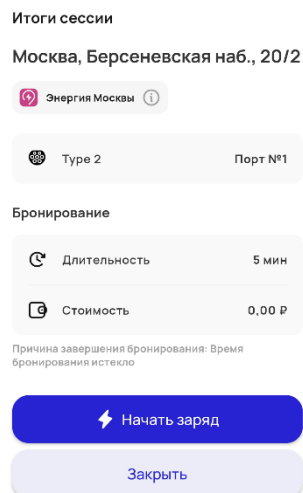 Итоги сессии
Москва, Берсеневская наб., 20/2
Энергия Москвы
Type 2 Порт №1
Бронирование
Длительность 5 мин
Стоимость 0,00 ₽
Причина завершения бронирования: Время
бронирования истекло
Начать заряд
Закрыть